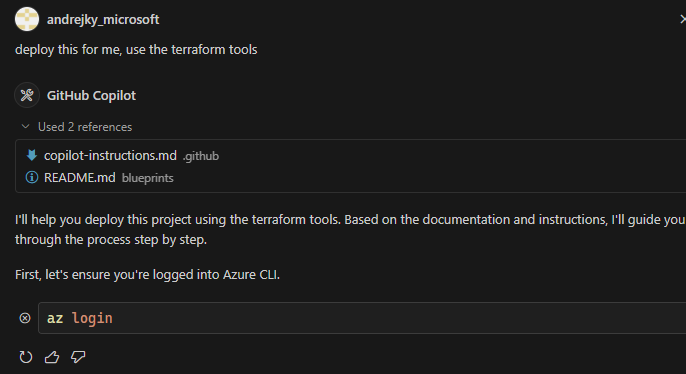 andrejky_microsoft
deploy this for me, use the terraform tools
GitHub Copilot
Used 2 references
copilot-instructions.md .github
README.md blueprints
I'll help you deploy this project using the terraform tools. Based on the documentation and instructions, I'll guide you
through the process step by step.
First, let's ensure you're logged into Azure CLI.
az login